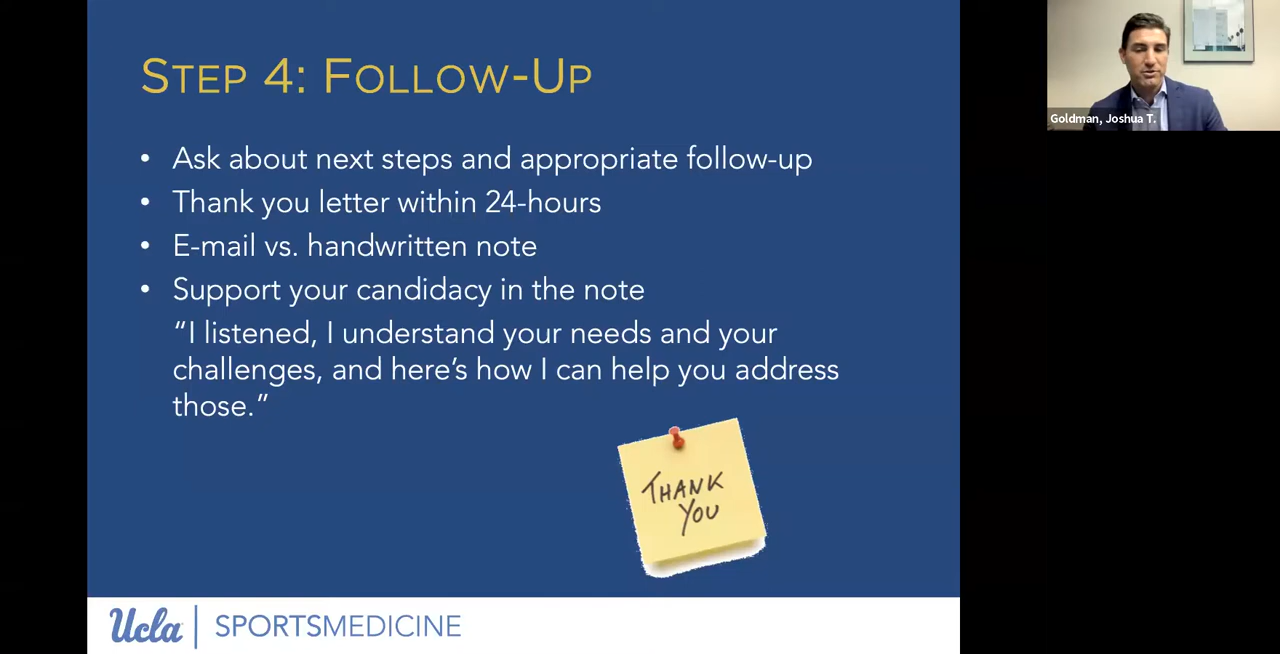 STEP 4: FOLLOW-UP
• Ask about next steps and appropriate follow-up
• Thank you letter within 24-hours
• E-mail vs. handwritten note
• Support your candidacy in the note
“I listened, I understand your needs and your
challenges, and here’s how I can help you address
those.”
THANK
YOU
Ucla | SPORTSMEDICINE
Goldman, Joshua T.